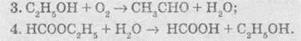 3. C₂H₅OH + O₂ → CH₃CHO + H₂O;
4. HCOOC₂H₅ + H₂O → HCOOH + C₂H₅OH.